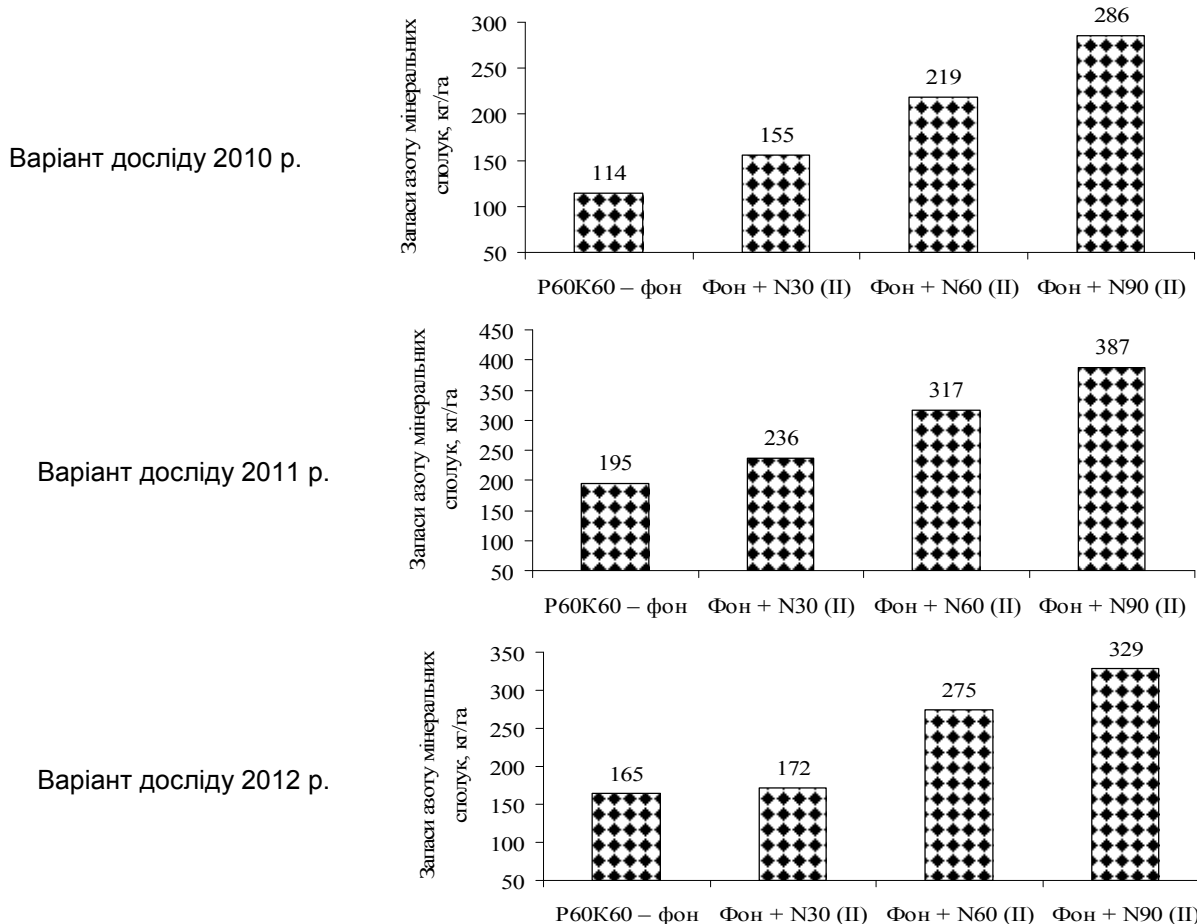 Варіант досліду 2010 р.
Запаси азоту мінеральних
сполук, кг/га
300
250
200
150
100
50
114
155
219
286
Р60К60 – фон Фон + N30 (II) Фон + N60 (II) Фон + N90 (II)
Варіант досліду 2011 р.
Запаси азоту мінеральних
сполук, кг/га
450
400
350
300
250
200
150
100
50
195
236
317
387
Р60К60 – фон Фон + N30 (II) Фон + N60 (II) Фон + N90 (II)
Варіант досліду 2012 р.
Запаси азоту мінеральних
сполук, кг/га
350
300
250
200
150
100
50
165
172
275
329
Р60К60 – фон Фон + N30 (II) Фон + N60 (II) Фон + N90 (II)